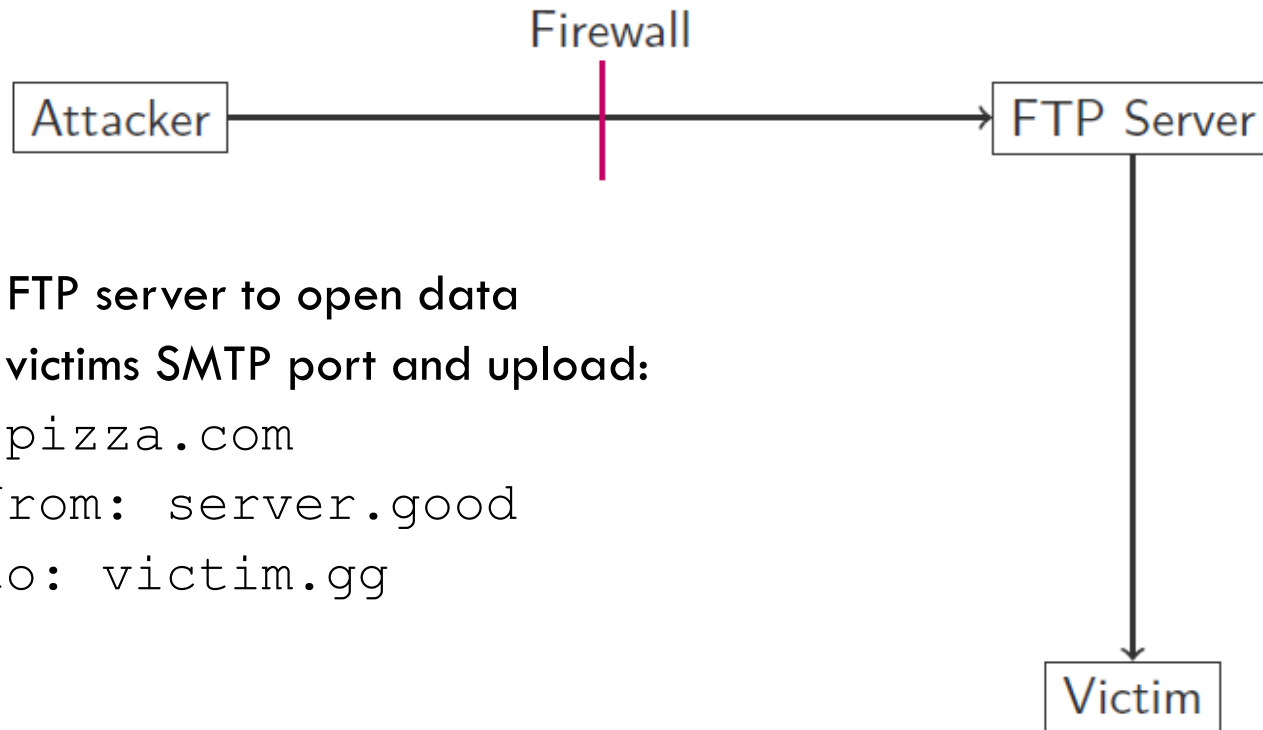 Firewall
Attacker
FTP Server
FTP server to open data
victims SMTP port and upload:
pizza.com
rom: server.good
o: victim.gg
Victim